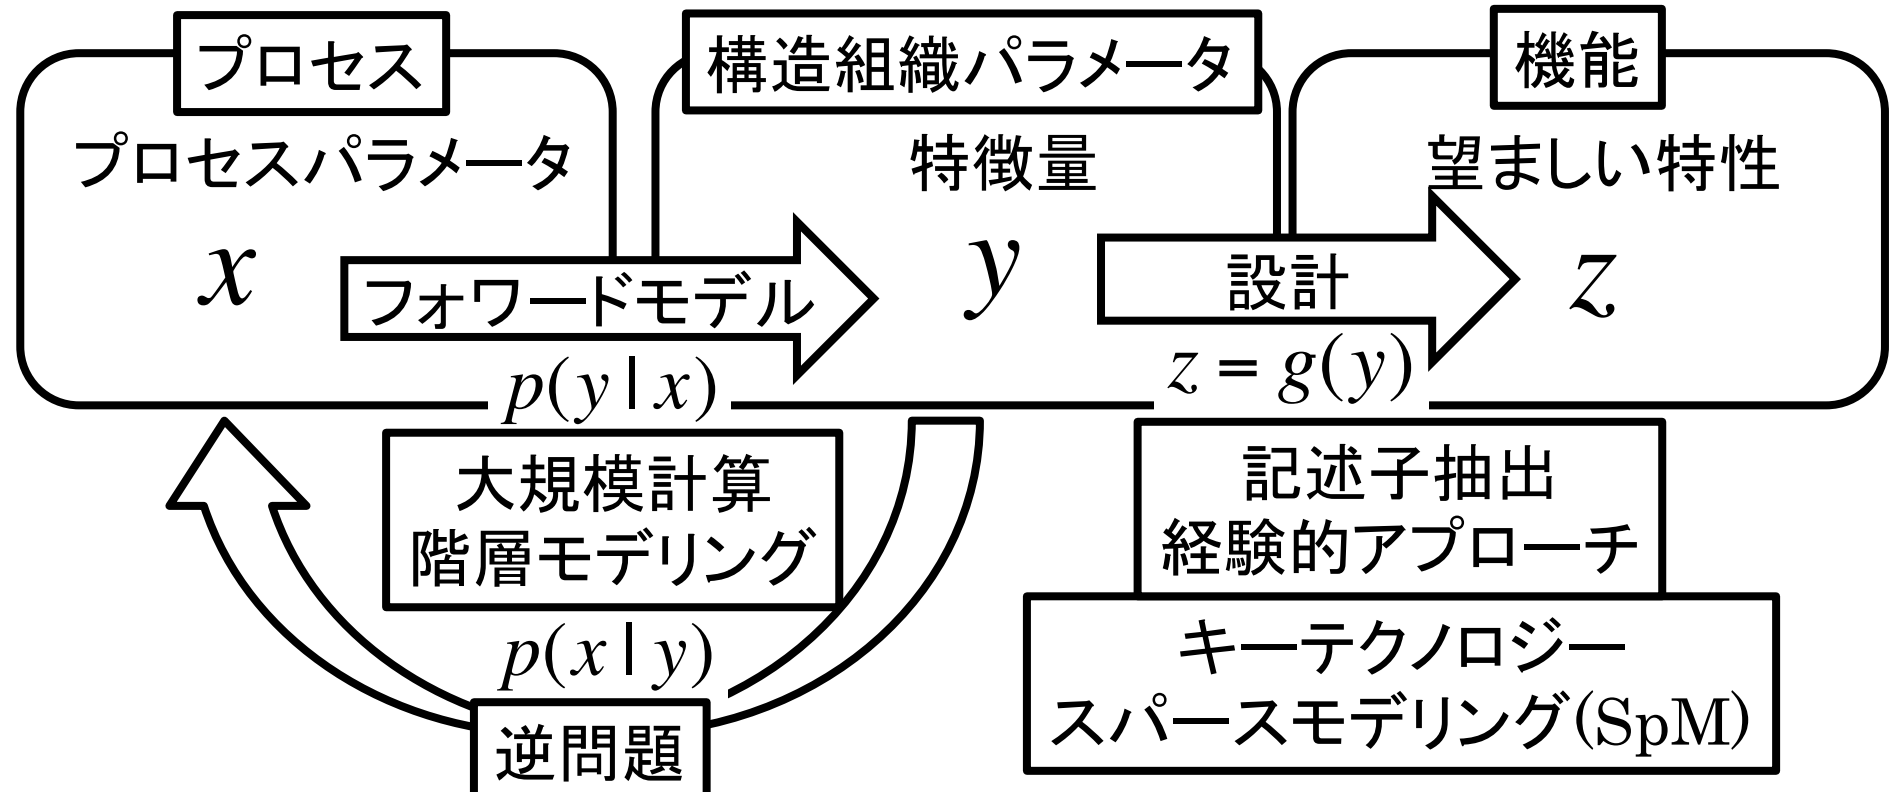 プロセス
構造組織パラメータ
機能
プロセスパラメータ
特徴量
望ましい特性
x
y
z
フォワードモデル
設計
p(y | x)
z = g(y)
大規模計算
階層モデリング
記述子抽出
経験的アプローチ
p(x | y)
キーテクノロジー
スパースモデリング(SpM)
逆問題